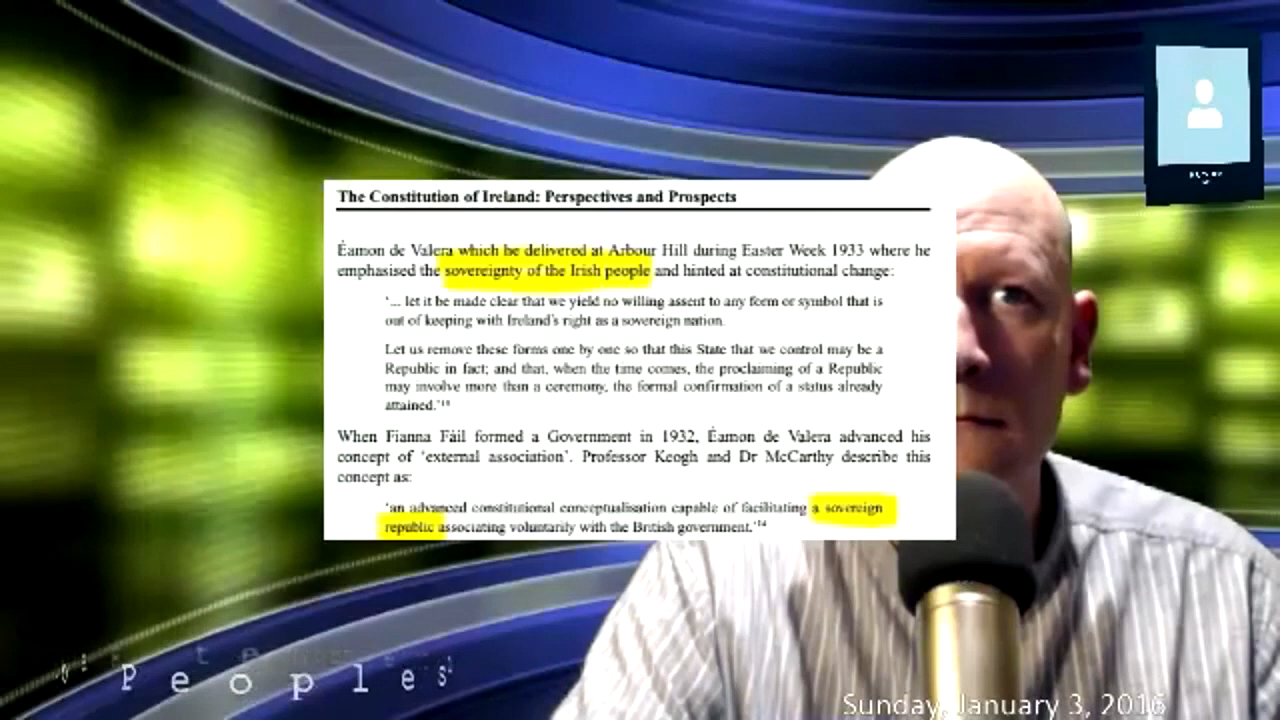 The Constitution of Ireland: Perspectives and Prospects
Éamon de Valera which he delivered at Arbour Hill during Easter Week 1933 where he
emphasised the sovereignty of the Irish people and hinted at constitutional change:
'... let it be made clear that we yield no willing assent to any form or symbol that is
out of keeping with Ireland's right as a sovereign nation.
Let us remove these forms one by one so that this State that we control may be a
Republic in fact; and that, when the time comes, the proclaiming of a Republic
may involve more than a ceremony, the formal confirmation of a status already
attained.'
When Fianna Fáil formed a Government in 1932, Éamon de Valera advanced his
concept of 'external association'. Professor Keogh and Dr McCarthy describe this
concept as:
'an advanced constitutional conceptualisation capable of facilitating a sovereign
republic associating voluntarily with the British government.'¹⁴
Peoples
Sunday, January 3, 2016